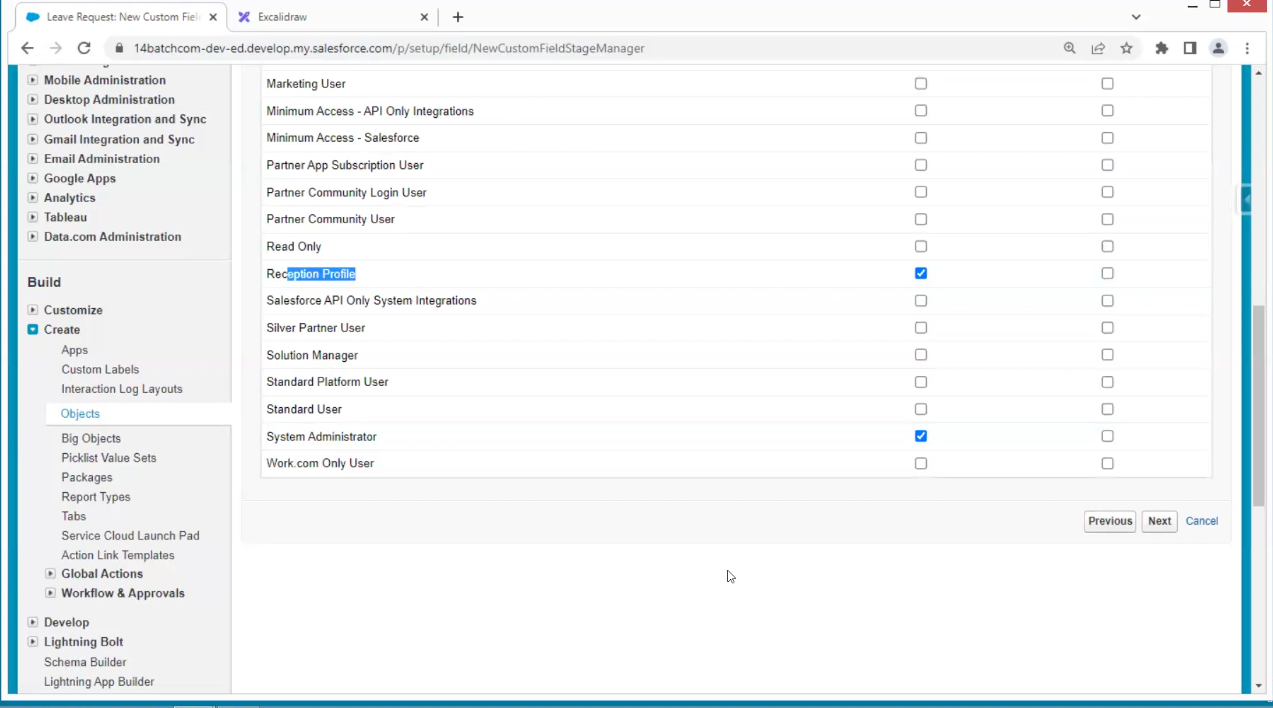 Leave Request: New Custom Fiel
Excalidraw
14batchcom-dev-ed.develop.my.salesforce.com/p/setup/field/NewCustomFieldStageManager
Mobile Administration
Desktop Administration
Outlook Integration and Sync
Gmail Integration and Sync
Email Administration
Google Apps
Analytics
Tableau
Data.com Administration
Build
Customize
Create
Apps
Custom Labels
Interaction Log Layouts
Objects
Big Objects
Picklist Value Sets
Packages
Report Types
Tabs
Service Cloud Launch Pad
Action Link Templates
Global Actions
Workflow & Approvals
Develop
Lightning Bolt
Schema Builder
Lightning App Builder
Marketing User
Minimum Access - API Only Integrations
Minimum Access - Salesforce
Partner App Subscription User
Partner Community Login User
Partner Community User
Read Only
Reception Profile
Salesforce API Only System Integrations
Silver Partner User
Solution Manager
Standard Platform User
Standard User
System Administrator
Work.com Only User
Previous Next Cancel